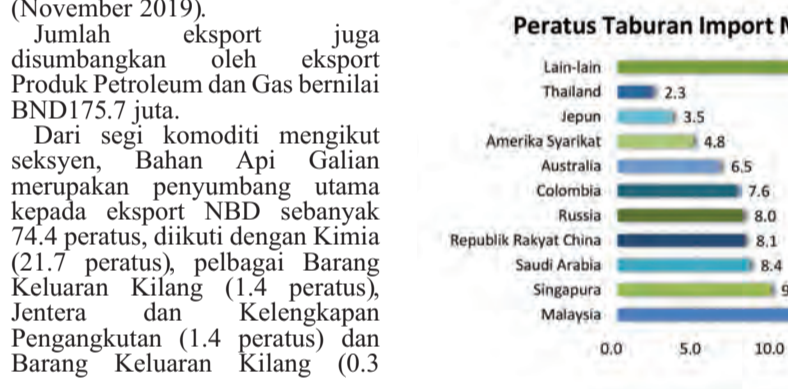 (November 2019).
Jumlah eksport juga
disumbangkan oleh eksport
Produk Petroleum dan Gas bernilai
BND175.7 juta.
Dari segi komoditi mengikut
seksyen, Bahan Api Galian
merupakan penyumbang utama
kepada eksport NBD sebanyak
74.4 peratus, diikuti dengan Kimia
(21.7 peratus), pelbagai Barang
Keluaran Kilang (1.4 peratus),
Jentera dan Kelengkapan
Pengangkutan (1.4 peratus) dan
Barang Keluaran Kilang (0.3
Peratus Taburan Import
Lain-lain
Thailand 2.3
Jepun 3.5
Amerika Syarikat 4.8
Australia 6.5
Colombia 7.6
Russia 8.0
Republik Rakyat China 8.1
Saudi Arabia 8.4
Singapura
Malaysia
0.0 5.0 10.0